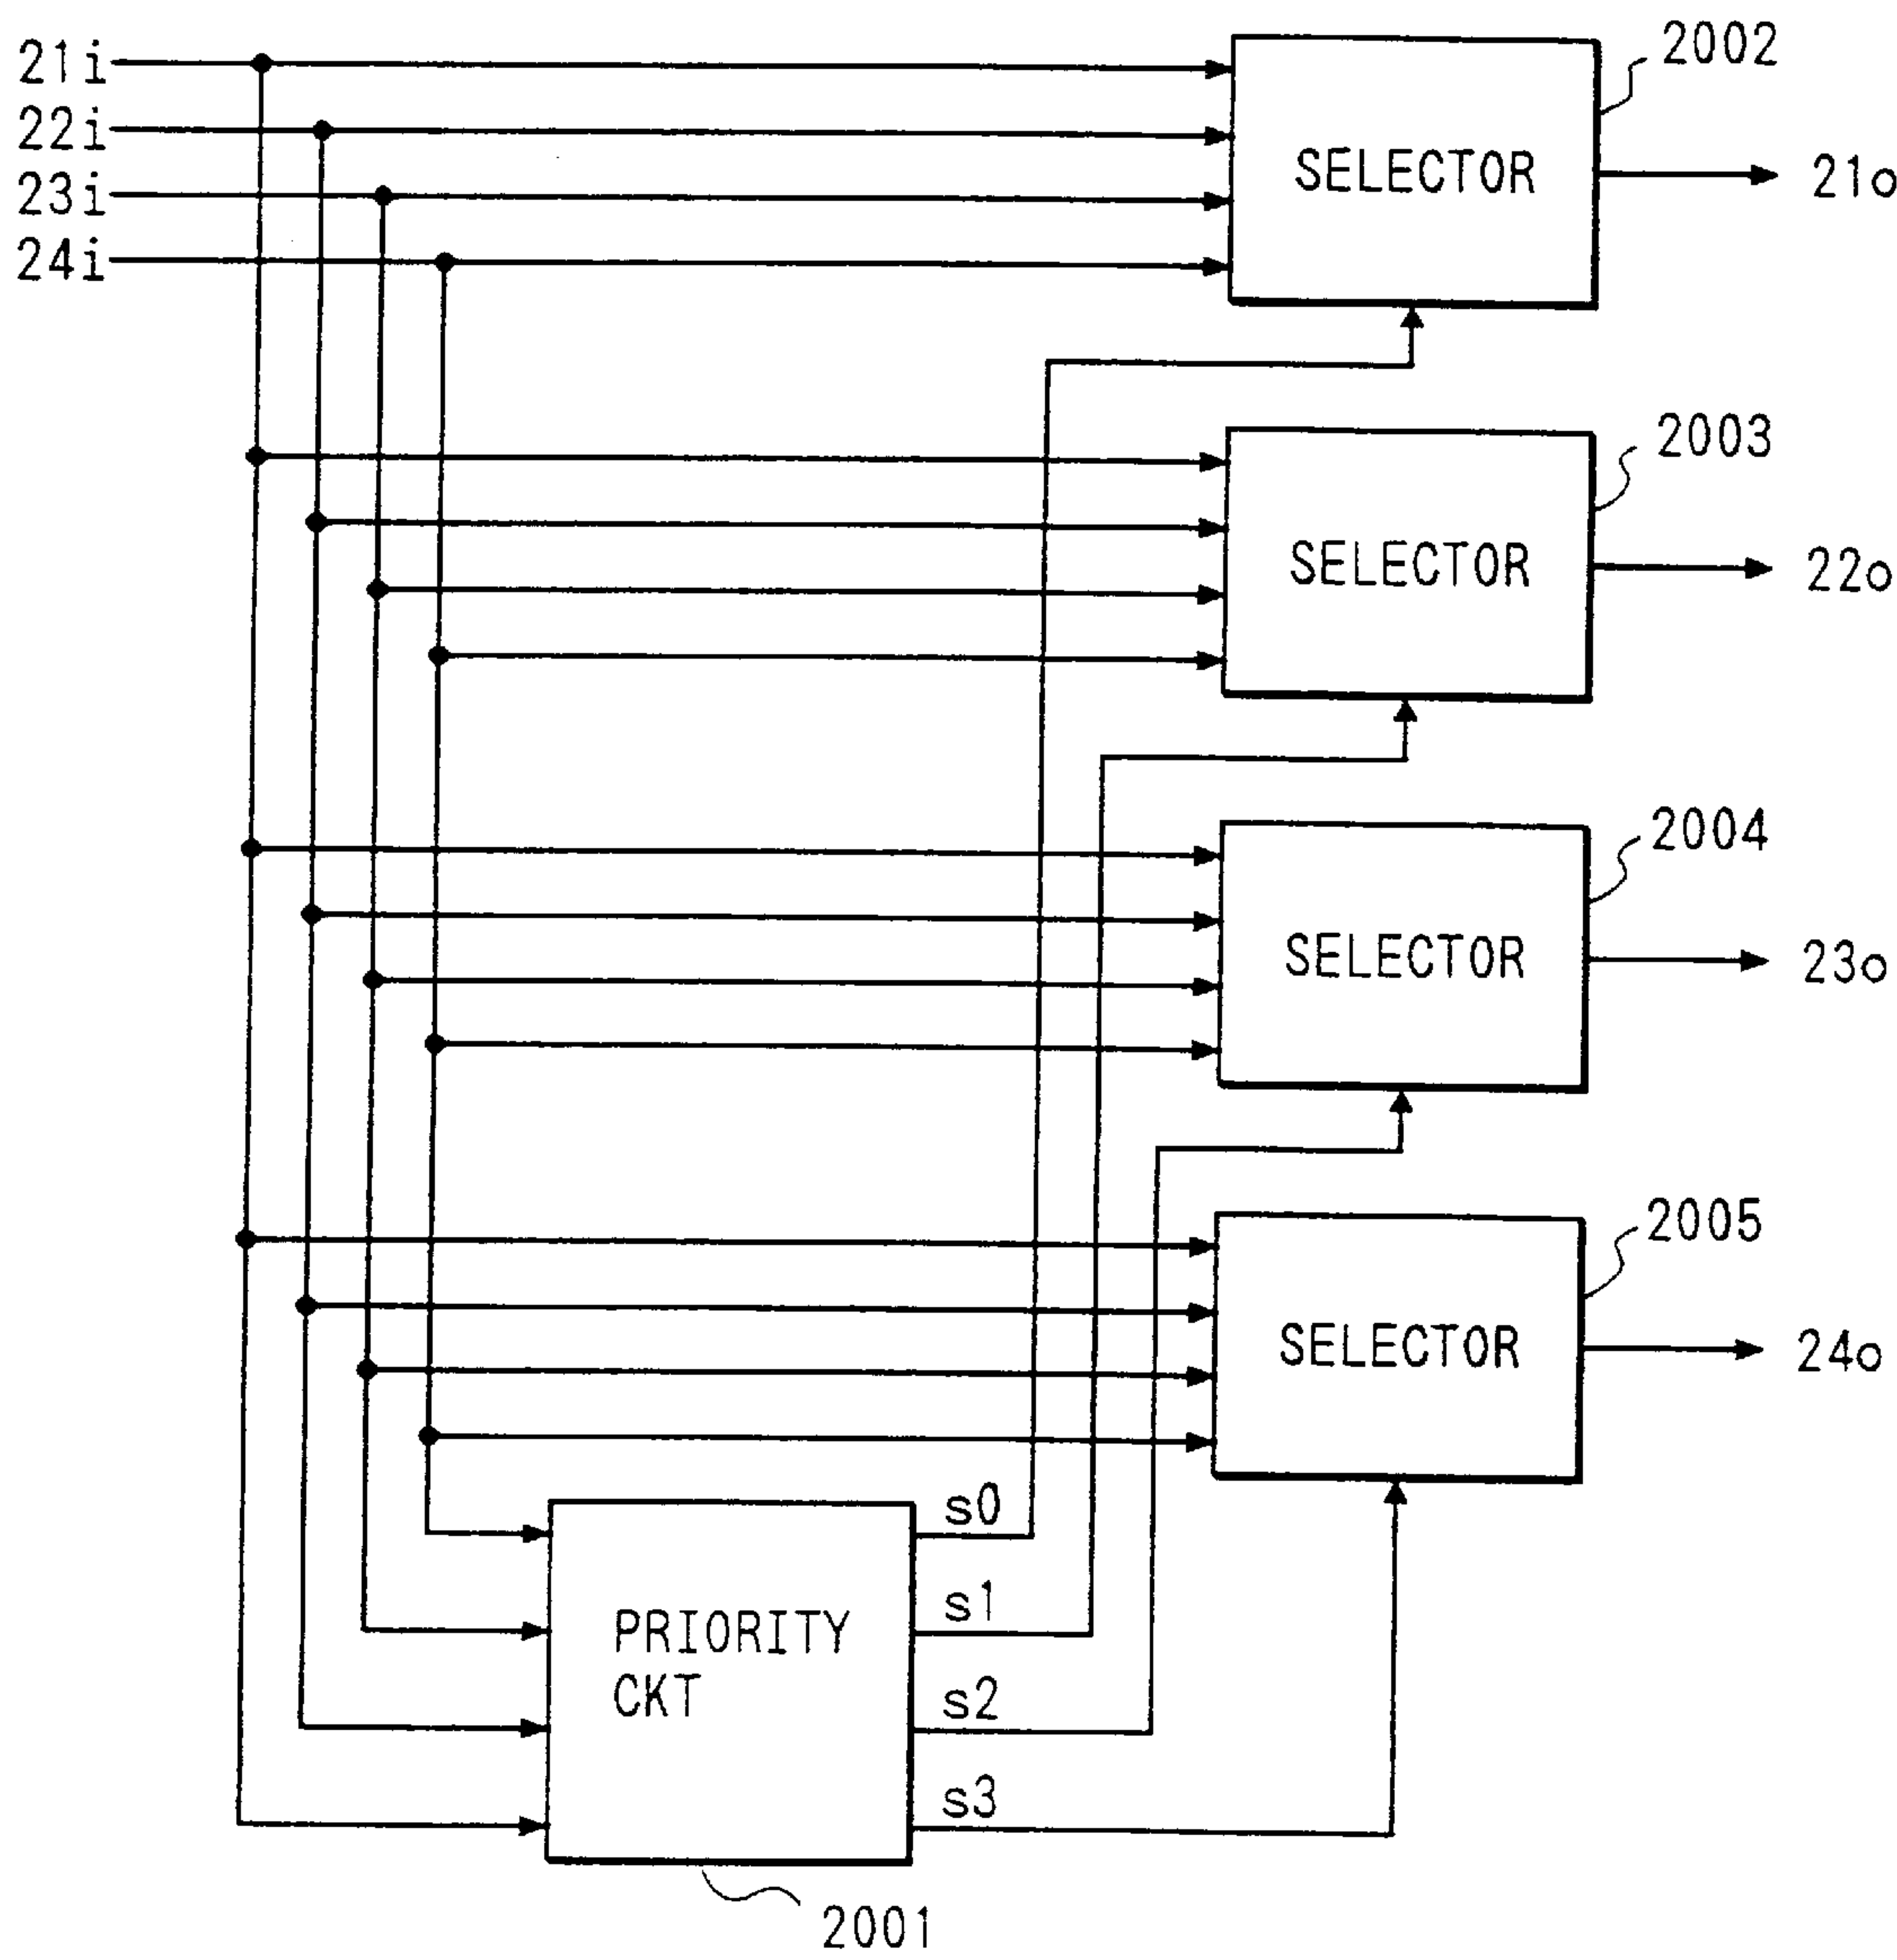 21i
22i
23i
24i
2002
SELECTOR
21o
2003
SELECTOR
22o
2004
SELECTOR
23o
2005
SELECTOR
24o
s0
s1
s2
s3
PRIORITY
CKT
2001